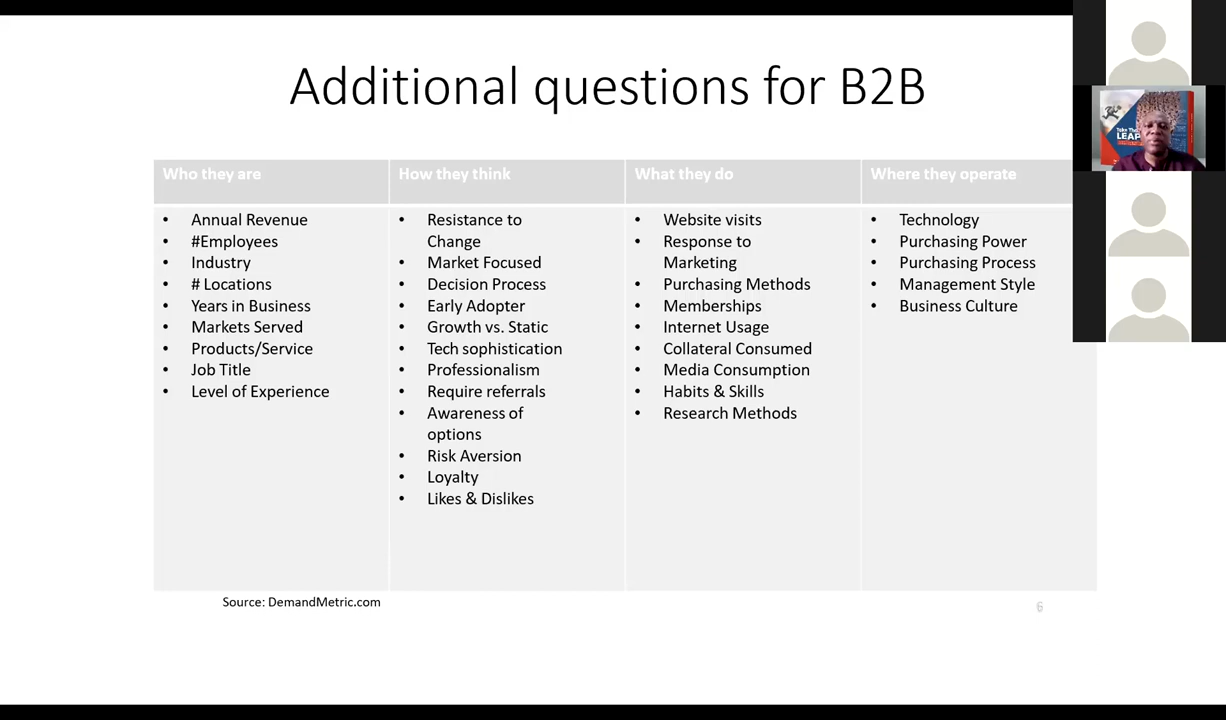 Additional questions for B2B
Who they are
• Annual Revenue
• #Employees
• Industry
• # Locations
• Years in Business
• Markets Served
• Products/Service
• Job Title
• Level of Experience
How they think
• Resistance to
Change
• Market Focused
• Decision Process
• Early Adopter
• Growth vs. Static
• Tech sophistication
• Professionalism
• Require referrals
• Awareness of
options
• Risk Aversion
• Loyalty
• Likes & Dislikes
What they do
• Website visits
• Response to
Marketing
• Purchasing Methods
• Memberships
• Internet Usage
• Collateral Consumed
• Media Consumption
• Habits & Skills
• Research Methods
Where they operate
• Technology
• Purchasing Power
• Purchasing Process
• Management Style
• Business Culture
Source: DemandMetric.com
6
Take The
LEAP